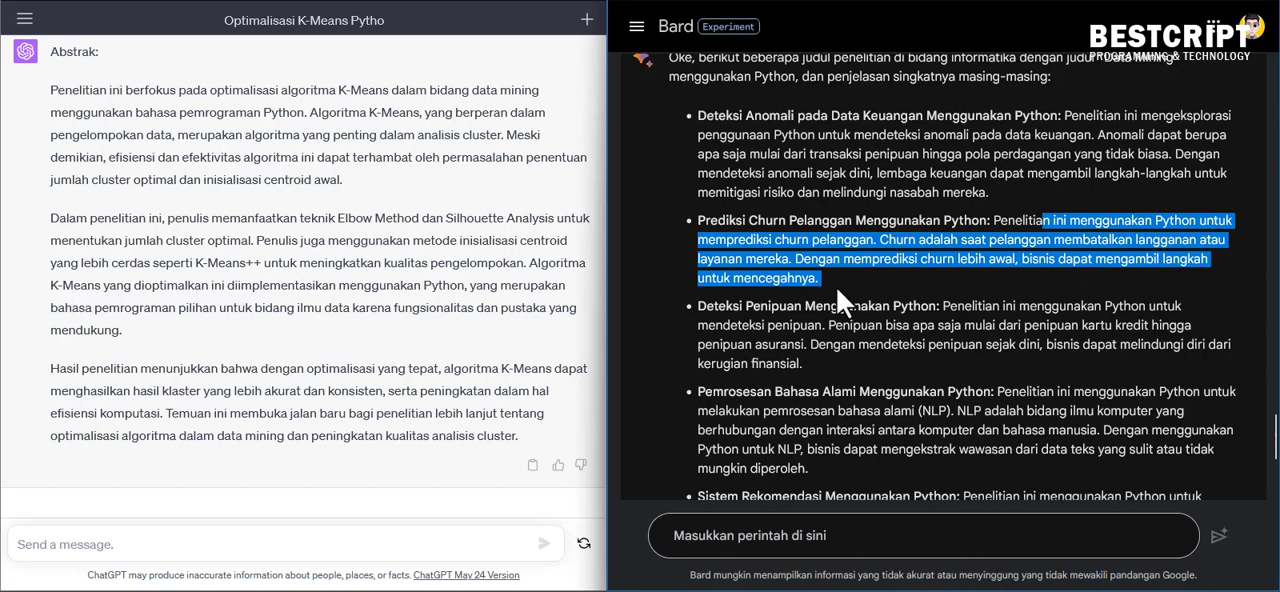 Optimalisasi K-Means Pytho
Abstrak:
Penelitian ini berfokus pada optimalisasi algoritma K-Means dalam bidang data mining
menggunakan bahasa pemrograman Python. Algoritma K-Means, yang berperan dalam
pengelompokan data, merupakan algoritma yang penting dalam analisis cluster. Meski
demikian, efisiensi dan efektivitas algoritma ini dapat terhambat oleh permasalahan penentuan
jumlah cluster optimal dan inisialisasi centroid awal.
Dalam penelitian ini, penulis memanfaatkan teknik Elbow Method dan Silhouette Analysis untuk
menentukan jumlah cluster optimal. Penulis juga menggunakan metode inisialisasi centroid
yang lebih cerdas seperti K-Means++ untuk meningkatkan kualitas pengelompokan. Algoritma
K-Means yang dioptimalkan ini diimplementasikan menggunakan Python, yang merupakan
bahasa pemrograman pilihan untuk bidang ilmu data karena fungsionalitas dan pustaka yang
mendukung.
Hasil penelitian menunjukkan bahwa dengan optimalisasi yang tepat, algoritma K-Means dapat
menghasilkan hasil klaster yang lebih akurat dan konsisten, serta peningkatan dalam hal
efisiensi komputasi. Temuan ini membuka jalan baru bagi penelitian lebih lanjut tentang
optimalisasi algoritma dalam data mining dan peningkatan kualitas analisis cluster.
Send a message.
ChatGPT may produce inaccurate information about people, places, or facts. ChatGPT May 24 Version
Bard Experiment
BESTCRIPT
PROGRAMMING & TECHNOLOGY
Oke, berikut beberapa judul penelitian di bidang informatika dengan judul "Data Mining
menggunakan Python, dan penjelasan singkatnya masing-masing:
• Deteksi Anomali pada Data Keuangan Menggunakan Python: Penelitian ini mengeksplorasi
penggunaan Python untuk mendeteksi anomali pada data keuangan. Anomali dapat berupa
apa saja mulai dari transaksi penipuan hingga pola perdagangan yang tidak biasa. Dengan
mendeteksi anomali sejak dini, lembaga keuangan dapat mengambil langkah-langkah untuk
memitigasi risiko dan melindungi nasabah mereka.
• Prediksi Churn Pelanggan Menggunakan Python: Penelitian ini menggunakan Python untuk
memprediksi churn pelanggan. Churn adalah saat pelanggan membatalkan langganan atau
layanan mereka. Dengan memprediksi churn lebih awal, bisnis dapat mengambil langkah
untuk mencegahnya.
• Deteksi Penipuan Menggunakan Python: Penelitian ini menggunakan Python untuk
mendeteksi penipuan. Penipuan bisa apa saja mulai dari penipuan kartu kredit hingga
penipuan asuransi. Dengan mendeteksi penipuan sejak dini, bisnis dapat melindungi diri dari
kerugian finansial.
• Pemrosesan Bahasa Alami Menggunakan Python: Penelitian ini menggunakan Python untuk
melakukan pemrosesan bahasa alami (NLP). NLP adalah bidang ilmu komputer yang
berhubungan dengan interaksi antara komputer dan bahasa manusia. Dengan menggunakan
Python untuk NLP, bisnis dapat mengekstrak wawasan dari data teks yang sulit atau tidak
mungkin diperoleh.
• Sistem Rekomendasi Menggunakan Python: Penelitian ini menggunakan Python untuk
Masukkan perintah di sini
Bard mungkin menampilkan informasi yang tidak akurat atau menyinggung yang tidak mewakili pandangan Google.